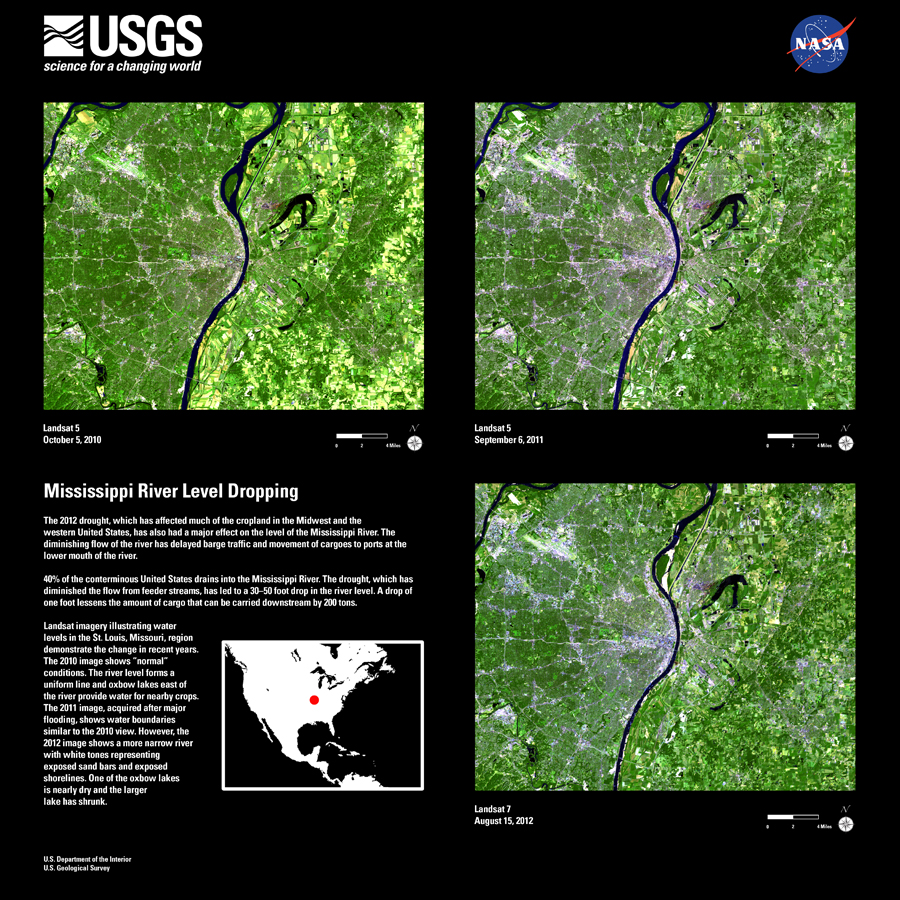 USGS
science for a changing world
NASA
Landsat 5
October 5, 2010
N
0 2 4 Miles
Landsat 5
September 6, 2011
N
0 2 4 Miles
Mississippi River Level Dropping
The 2012 drought, which has affected much of the cropland in the Midwest and the
western United States, has also had a major effect on the level of the Mississippi River. The
diminishing flow of the river has delayed barge traffic and movement of cargoes to ports at the
lower mouth of the river.
40% of the conterminous United States drains into the Mississippi River. The drought, which has
diminished the flow from feeder streams, has led to a 30–50 foot drop in the river level. A drop of
one foot lessens the amount of cargo that can be carried downstream by 200 tons.
Landsat imagery illustrating water
levels in the St. Louis, Missouri, region
demonstrate the change in recent years.
The 2010 image shows “normal”
conditions. The river level forms a
uniform line and oxbow lakes east of
the river provide water for nearby crops.
The 2011 image, acquired after major
flooding, shows water boundaries
similar to the 2010 view. However, the
2012 image shows a more narrow river
with white tones representing
exposed sand bars and exposed
shorelines. One of the oxbow lakes
is nearly dry and the larger
lake has shrunk.
Landsat 7
August 15, 2012
N
0 2 4 Miles
U.S. Department of the Interior
U.S. Geological Survey